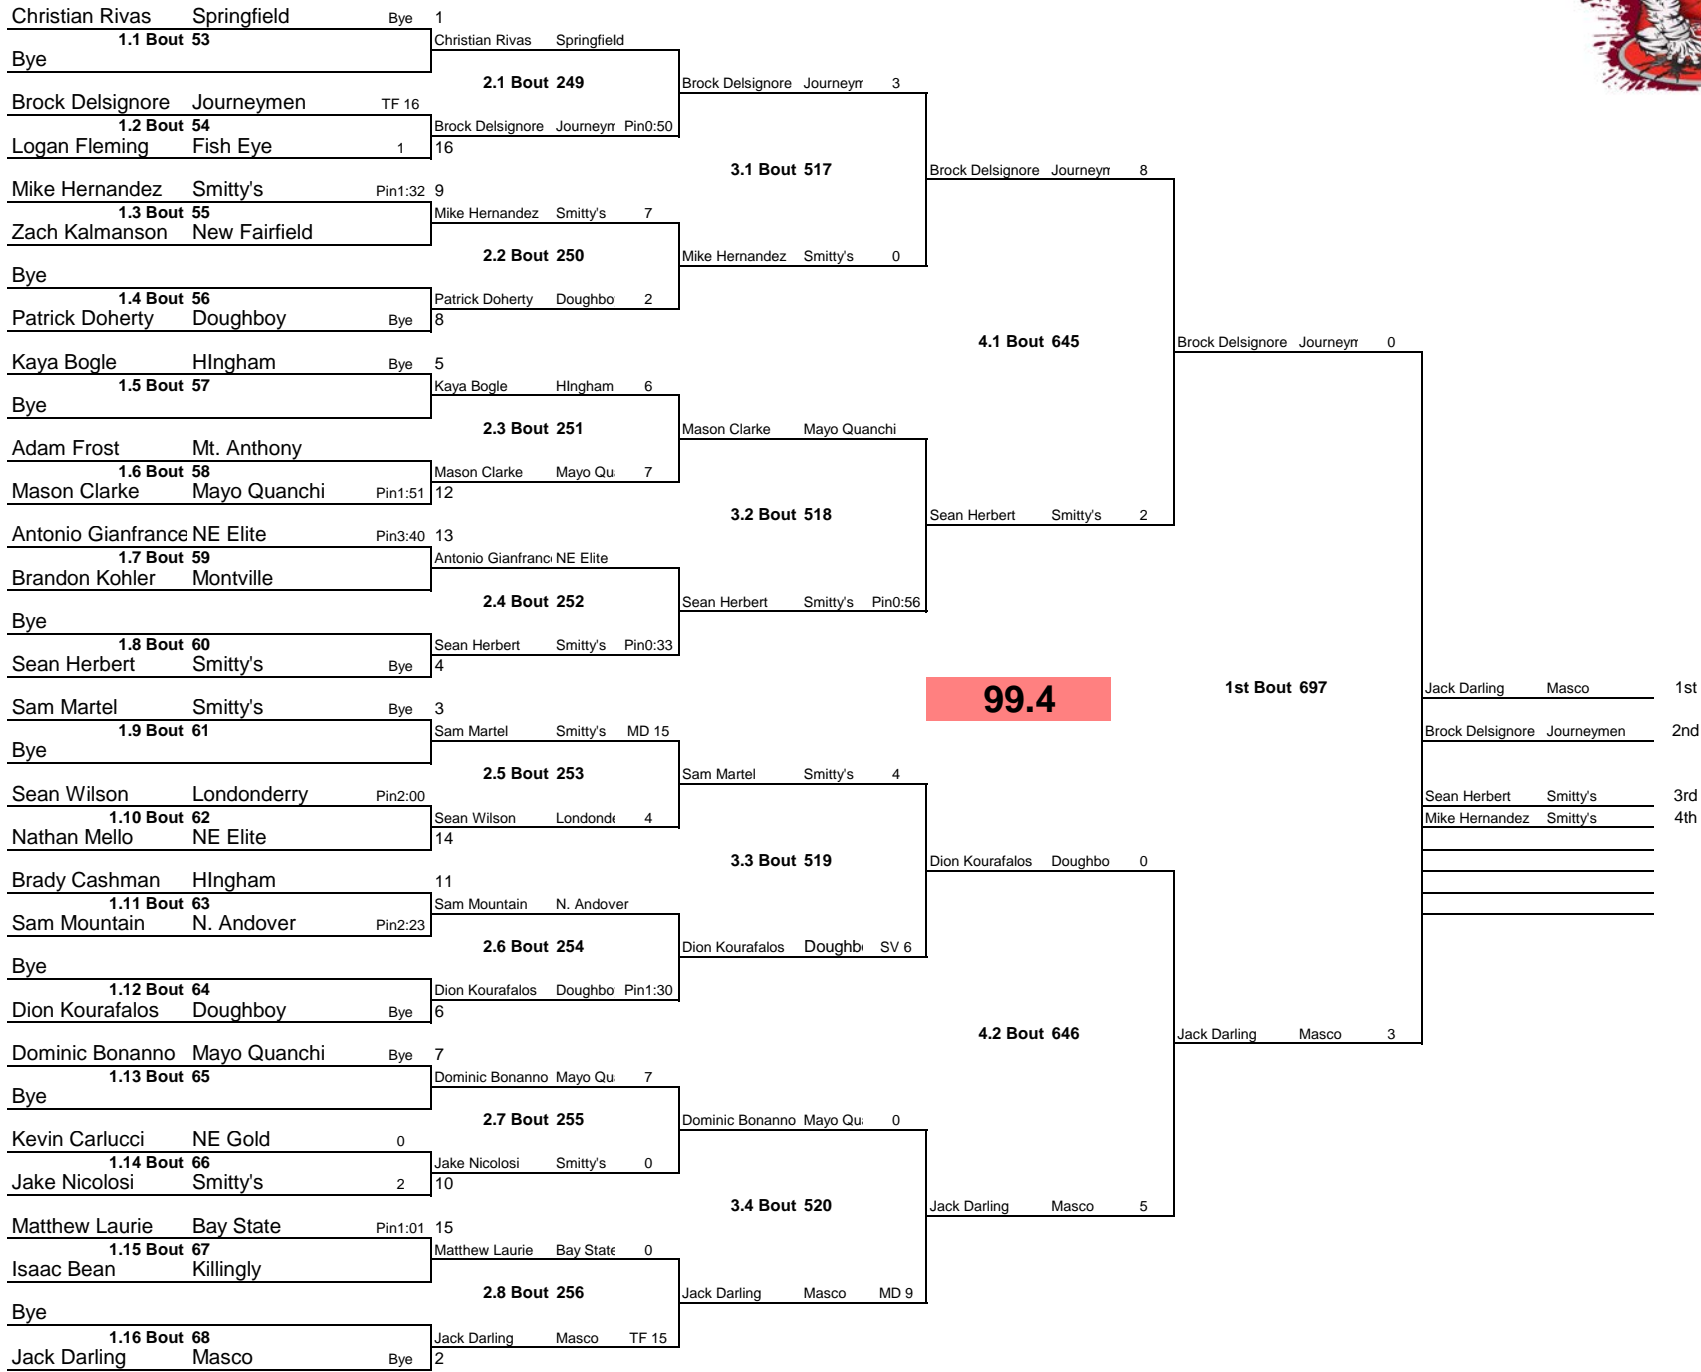 Christian Rivas Springfield Bye 1
1.1 Bout 53
Bye
Brock Delsignore Journeymen TF 16
1.2 Bout 54
Logan Fleming Fish Eye 1 16
Mike Hernandez Smitty's Pin1:32 9
1.3 Bout 55
Zach Kalmanson New Fairfield
Bye
1.4 Bout 56
Patrick Doherty Doughboy Bye 8
Kaya Bogle HIngham Bye 5
1.5 Bout 57
Bye
Adam Frost Mt. Anthony
1.6 Bout 58
Mason Clarke Mayo Quanchi Pin1:51 12
Antonio Gianfrance NE Elite Pin3:40 13
1.7 Bout 59
Brandon Kohler Montville
Bye
1.8 Bout 60
Sean Herbert Smitty's Bye 4
Sam Martel Smitty's Bye 3
1.9 Bout 61
Bye
Sean Wilson Londonderry Pin2:00
1.10 Bout 62
Nathan Mello NE Elite 14
Brady Cashman HIngham 11
1.11 Bout 63
Sam Mountain N. Andover Pin2:23
Bye
1.12 Bout 64
Dion Kourafalos Doughboy Bye 6
Dominic Bonanno Mayo Quanchi Bye 7
1.13 Bout 65
Bye
Kevin Carlucci NE Gold 0
1.14 Bout 66
Jake Nicolosi Smitty's 2 10
Matthew Laurie Bay State Pin1:01 15
1.15 Bout 67
Isaac Bean Killingly
Bye
1.16 Bout 68
Jack Darling Masco Bye 2
Christian Rivas Springfield
2.1 Bout 249
Brock Delsignore Journeym Pin0:50
Mike Hernandez Smitty's 7
2.2 Bout 250
Patrick Doherty Doughbo 2
Kaya Bogle HIngham 6
2.3 Bout 251
Mason Clarke Mayo Qu 7
Antonio Gianfranc NE Elite
2.4 Bout 252
Sean Herbert Smitty's Pin0:33
Sam Martel Smitty's MD 15
2.5 Bout 253
Sean Wilson Londond 4
Sam Mountain N. Andover
2.6 Bout 254
Dion Kourafalos Doughbo Pin1:30
Dominic Bonanno Mayo Qu 7
2.7 Bout 255
Jake Nicolosi Smitty's 0
Matthew Laurie Bay State 0
2.8 Bout 256
Jack Darling Masco TF 15
Brock Delsignore Journeym 3
3.1 Bout 517
Mike Hernandez Smitty's 0
Mason Clarke Mayo Quanchi
3.2 Bout 518
Sean Herbert Smitty's Pin0:56
Sam Martel Smitty's 4
3.3 Bout 519
Dion Kourafalos Doughb SV 6
Dominic Bonanno Mayo Qu 0
3.4 Bout 520
Jack Darling Masco MD 9
Brock Delsignore Journeym 8
4.1 Bout 645
Sean Herbert Smitty's 2
99.4
Dion Kourafalos Doughbo 0
4.2 Bout 646
Jack Darling Masco 5
Brock Delsignore Journeym 0
1st Bout 697
Jack Darling Masco 3
Jack Darling Masco 1st
Brock Delsignore Journeymen 2nd
Sean Herbert Smitty's 3rd
Mike Hernandez Smitty's 4th